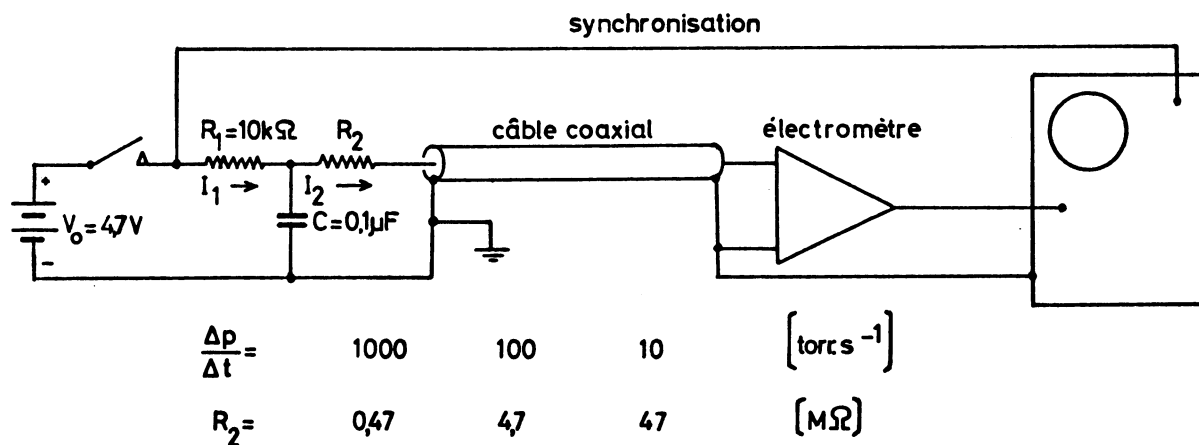 synchronisation
R₁=10kΩ R₂ câble coaxial électromètre
I₁ → I₂ →
+
V₀=4,7V C=0,1μF
−
Δp/Δt= 1000 100 10 [torr.s⁻¹]
R₂= 0,47 4,7 47 [MΩ]